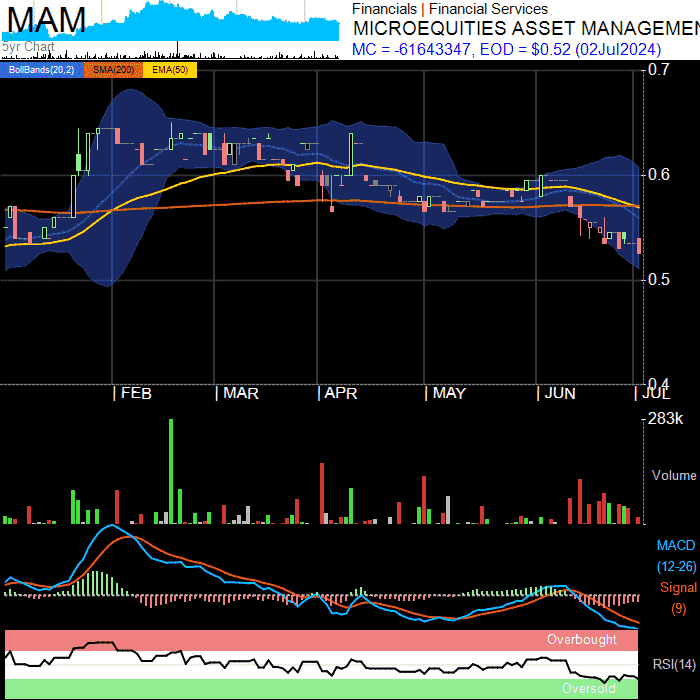 MAM
5yr Chart
Financials | Financial Services
MICROEQUITIES ASSET MANAGEMEN
MC = -61643347, EOD = $0.52 (02Jul2024)
BollBands(20,2) SMA(200) EMA(50)
0.7
0.6
0.5
0.4
| FEB | MAR | APR | MAY | JUN | JUL
283k
Volume
MACD
(12-26)
Signal
(9)
Overbought
RSI(14)
Oversold